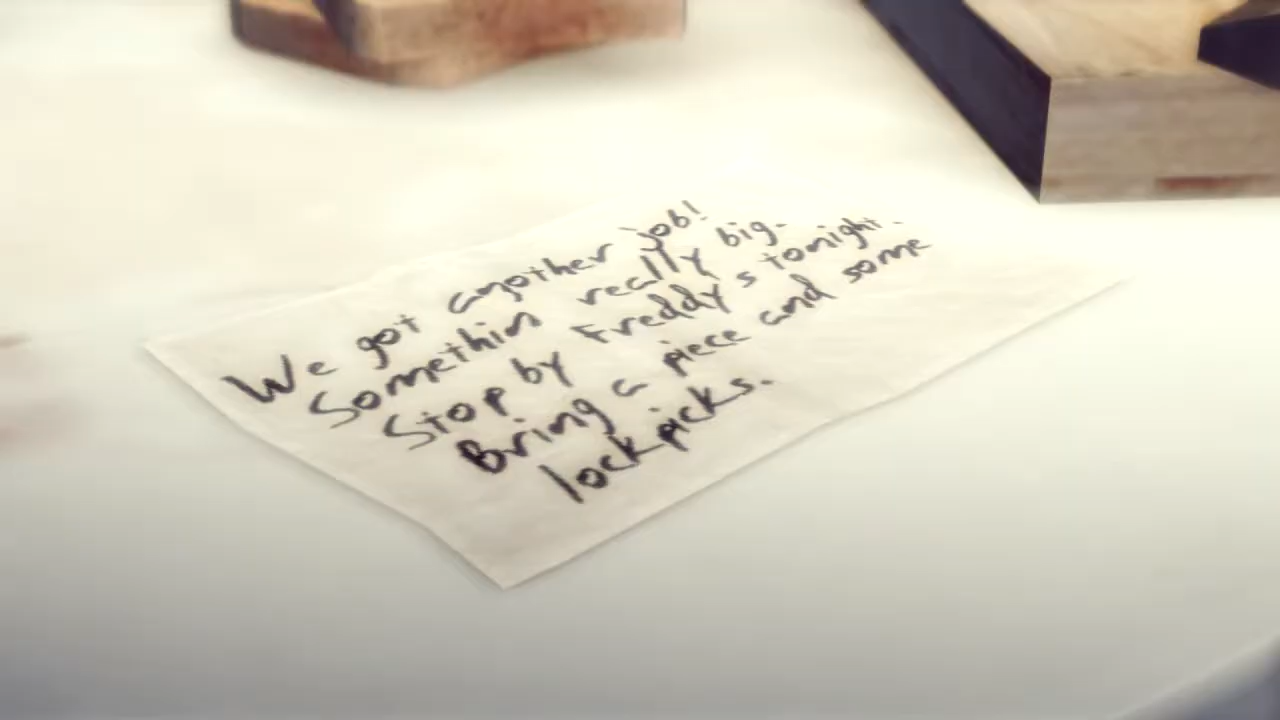 We got another job!
Somethin really big.
Stop by Freddy's tonight.
Bring a piece and some
lockpicks.